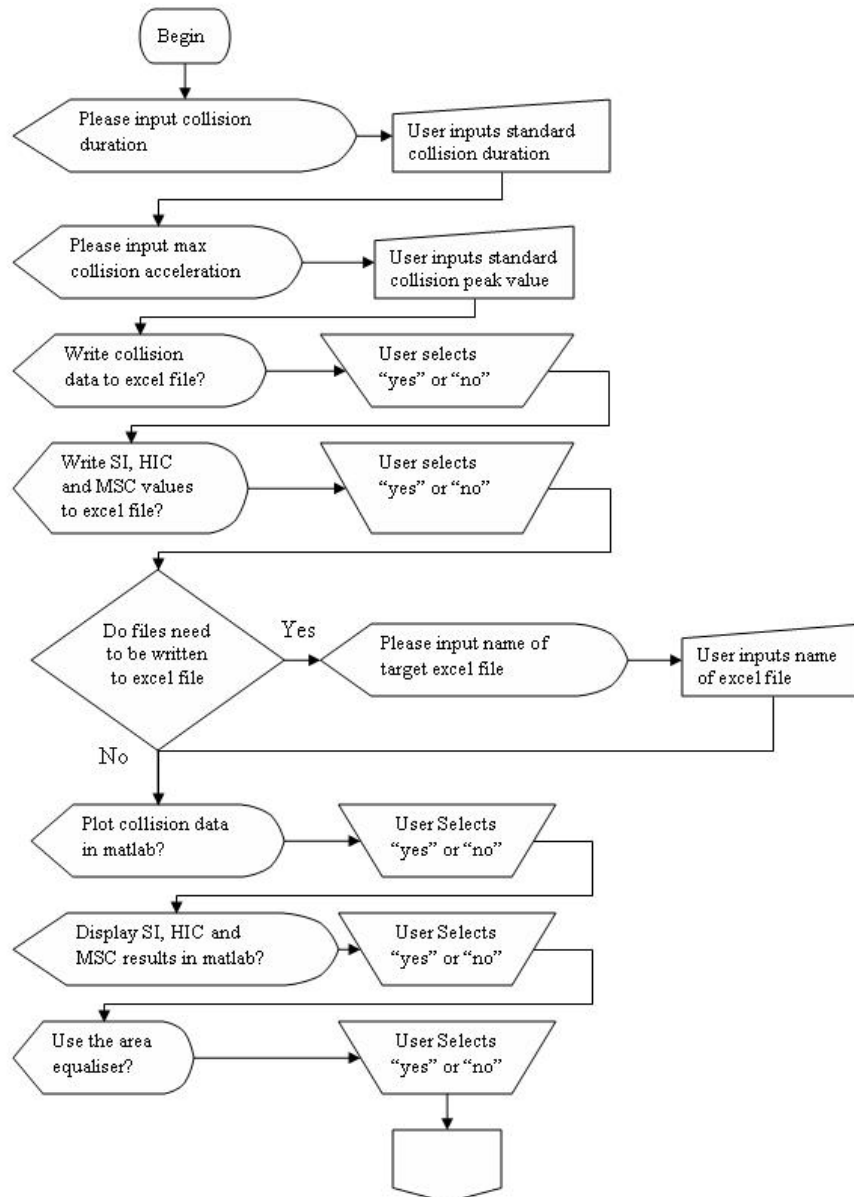 Begin
Please input collision
duration
User inputs standard
collision duration
Please input max
collision acceleration
User inputs standard
collision peak value
Write collision
data to excel file?
User selects
“yes” or “no”
Write SI, HIC
and MSC values
to excel file?
User selects
“yes” or “no”
Do files need
to be written
to excel file
Yes
Please input name of
target excel file
User inputs name
of excel file
No
Plot collision data
in matlab?
User Selects
“yes” or “no”
Display SI, HIC and
MSC results in matlab?
User Selects
“yes” or “no”
Use the area
equaliser?
User Selects
“yes” or “no”